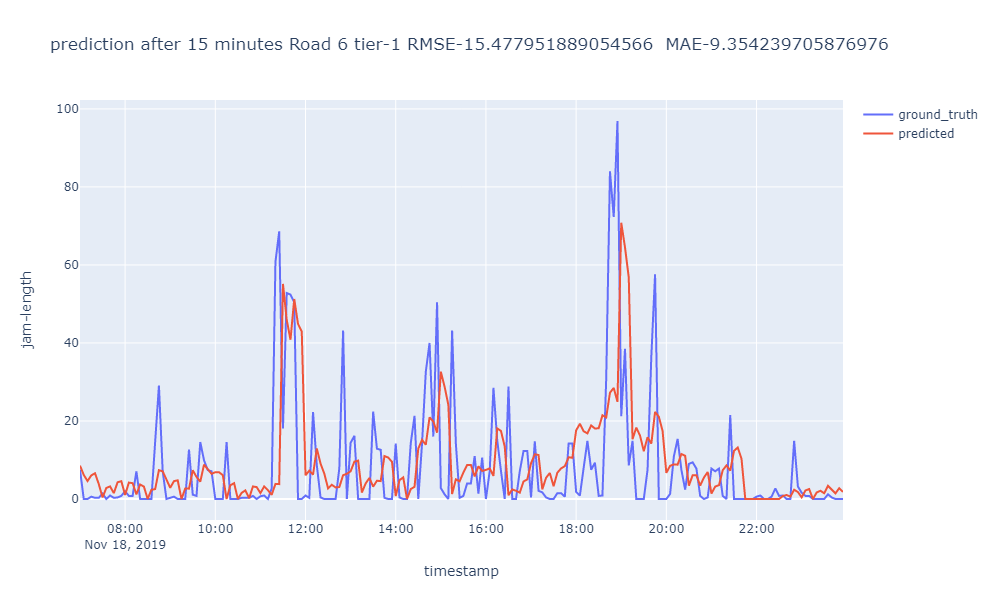 prediction after 15 minutes Road 6 tier-1 RMSE-15.477951889054566  MAE-9.354239705876976
ground_truth
predicted
100
80
60
40
20
0
jam-length
08:00 10:00 12:00 14:00 16:00 18:00 20:00 22:00
Nov 18, 2019
timestamp